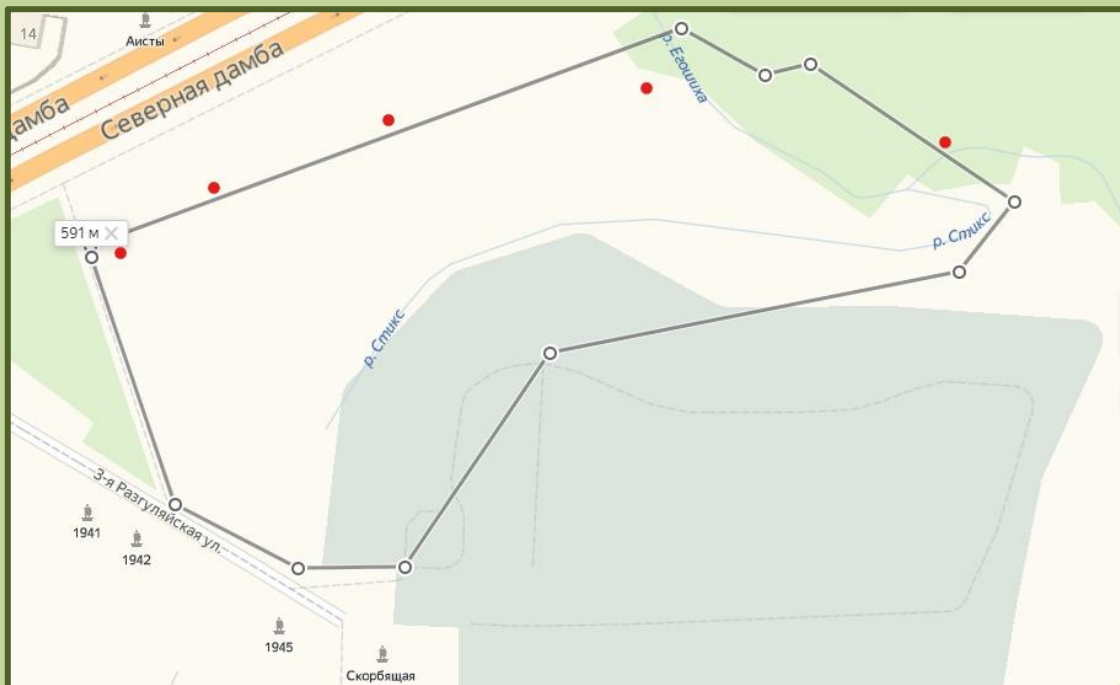 14
Аисты
дамба
Северная дамба
р. Егошиха
591 м
р. Стикс
р. Стикс
3-я Разгуляйская ул.
1941
1942
1945
Скорбящая